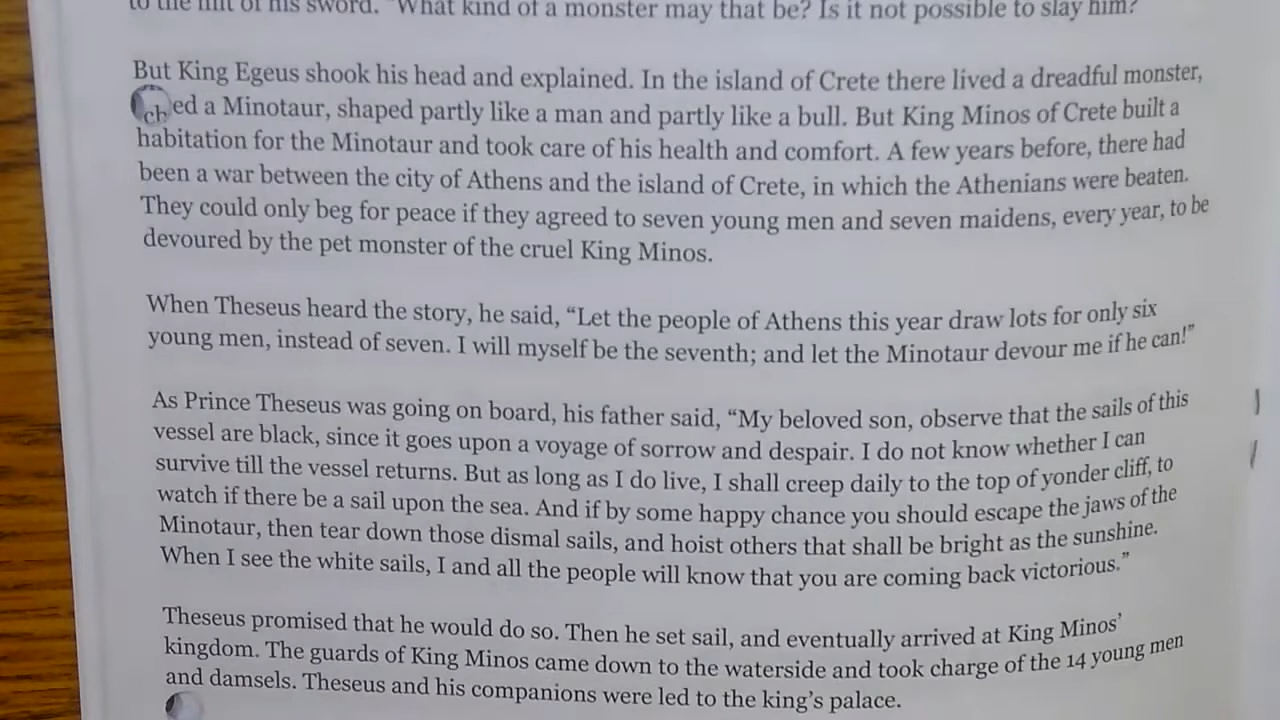 to the hilt of his sword. "What kind of a monster may that be? Is it not possible to slay him?
But King Egeus shook his head and explained. In the island of Crete there lived a dreadful monster,
ch ed a Minotaur, shaped partly like a man and partly like a bull. But King Minos of Crete built a
habitation for the Minotaur and took care of his health and comfort. A few years before, there had
been a war between the city of Athens and the island of Crete, in which the Athenians were beaten.
They could only beg for peace if they agreed to seven young men and seven maidens, every year, to be
devoured by the pet monster of the cruel King Minos.
When Theseus heard the story, he said, “Let the people of Athens this year draw lots for only six
young men, instead of seven. I will myself be the seventh; and let the Minotaur devour me if he can!”
As Prince Theseus was going on board, his father said, “My beloved son, observe that the sails of this
vessel are black, since it goes upon a voyage of sorrow and despair. I do not know whether I can
survive till the vessel returns. But as long as I do live, I shall creep daily to the top of yonder cliff, to
watch if there be a sail upon the sea. And if by some happy chance you should escape the jaws of the
Minotaur, then tear down those dismal sails, and hoist others that shall be bright as the sunshine.
When I see the white sails, I and all the people will know that you are coming back victorious.”
Theseus promised that he would do so. Then he set sail, and eventually arrived at King Minos’
kingdom. The guards of King Minos came down to the waterside and took charge of the 14 young men
and damsels. Theseus and his companions were led to the king’s palace.